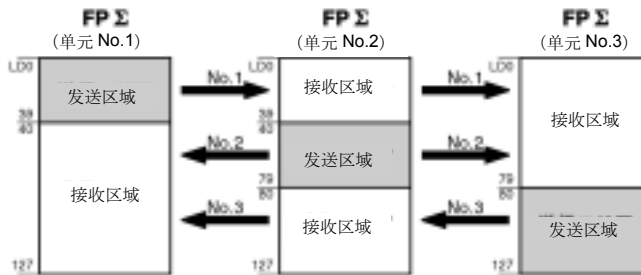 FP Σ FP Σ FP Σ
(单元 No.1) (单元 No.2) (单元 No.3)
LD0 LD0 LD0
发送区域 No.1 接收区域 No.1 接收区域
39 39
40 40
No.2 发送区域 No.2
接收区域 79 79
80 80
No.3 接收区域 No.3 发送区域
127 127 127